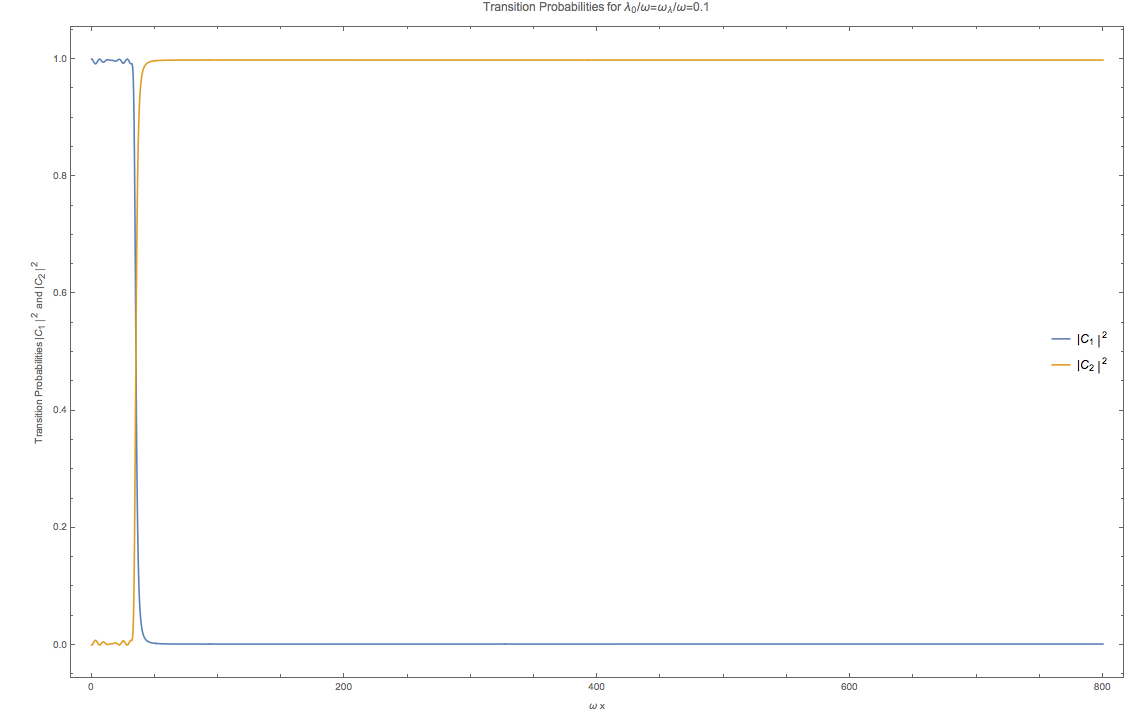 Transition Probabilities for λ₀/ω=ω_λ/ω=0.1
Transition Probabilities |C₁|² and |C₂|²
1.0
0.8
0.6
0.4
0.2
0.0
0 200 400 600 800
ω x
|C₁|²
|C₂|²